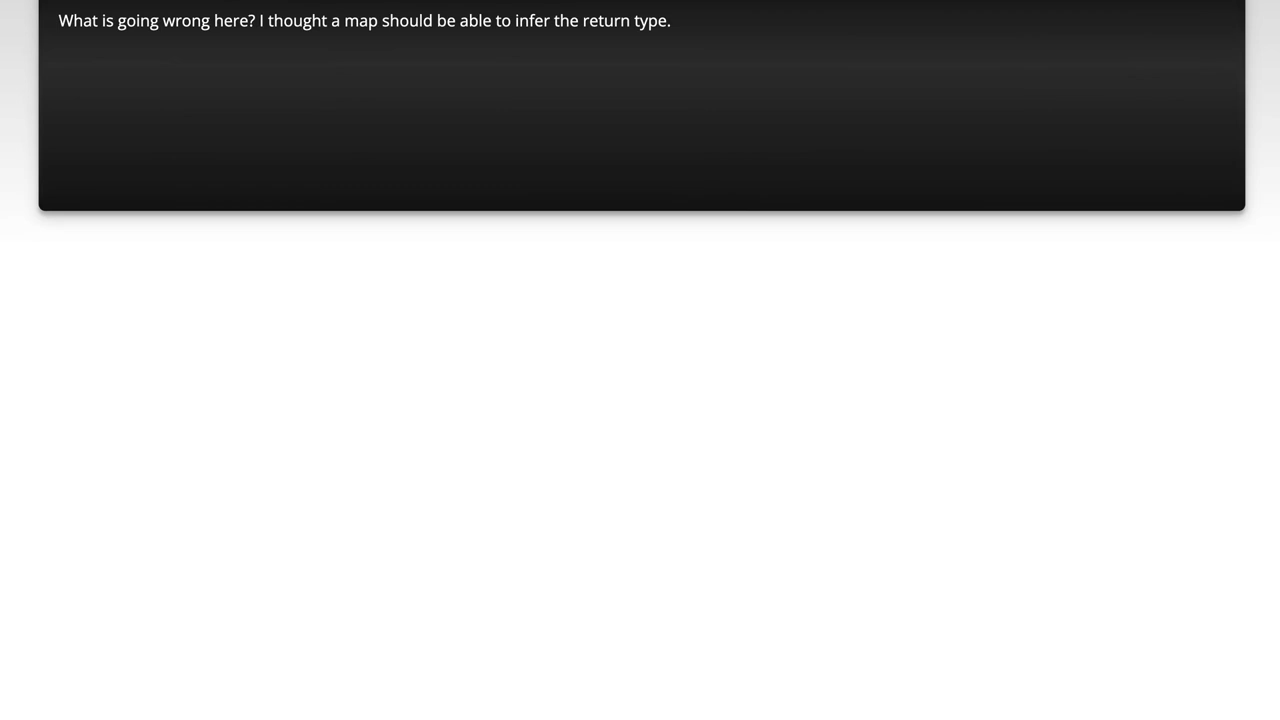 What is going wrong here? I thought a map should be able to infer the return type.